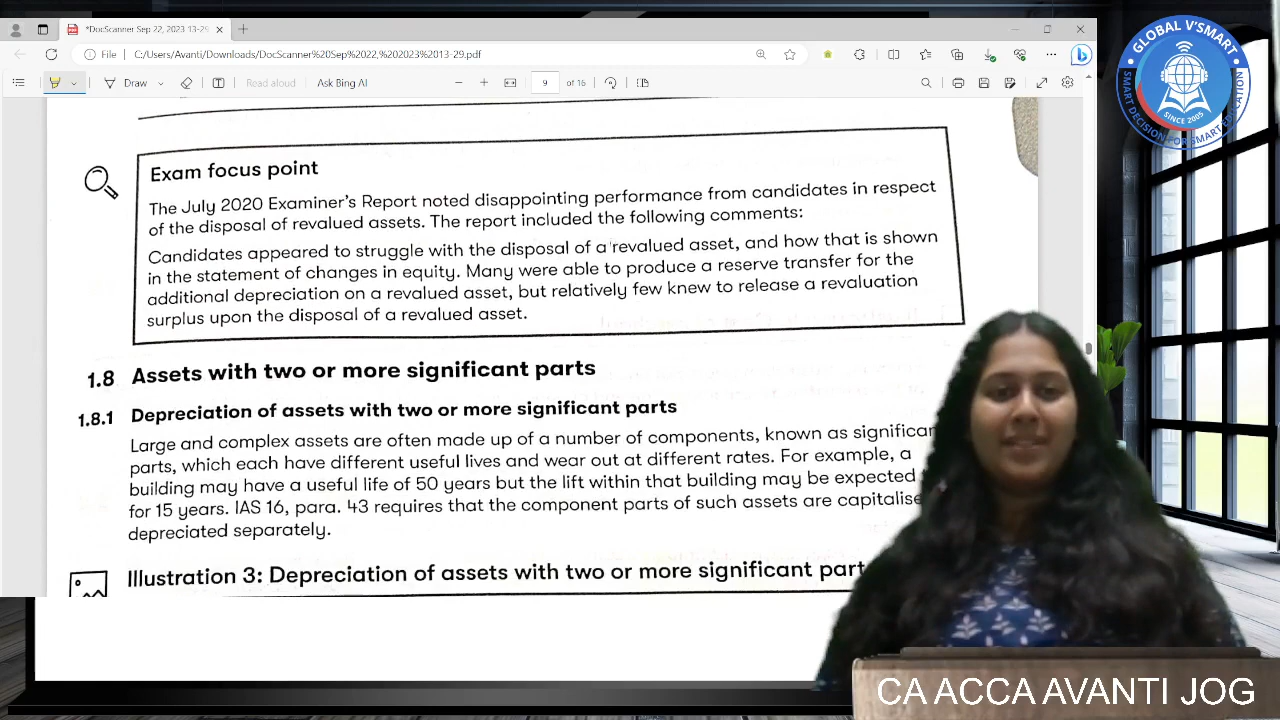 *DocScanner Sep 22, 2023 13-29
File
C:/Users/Avanti/Downloads/DocScanner%20Sep%2022,%202023%2013-29.pdf
Draw
Read aloud
Ask Bing AI
9
of 16
GLOBAL V'SMART
SMART DECISION FOR SMART EDUCATION
SINCE 2005
Exam focus point
The July 2020 Examiner's Report noted disappointing performance from candidates in respect
of the disposal of revalued assets. The report included the following comments:
Candidates appeared to struggle with the disposal of a revalued asset, and how that is shown
in the statement of changes in equity. Many were able to produce a reserve transfer for the
additional depreciation on a revalued asset, but relatively few knew to release a revaluation
surplus upon the disposal of a revalued asset.
1.8 Assets with two or more significant parts
1.8.1 Depreciation of assets with two or more significant parts
Large and complex assets are often made up of a number of components, known as significan
parts, which each have different useful lives and wear out at different rates. For example, a
building may have a useful life of 50 years but the lift within that building may be expected
for 15 years. IAS 16, para. 43 requires that the component parts of such assets are capitalise
depreciated separately.
Illustration 3: Depreciation of assets with two or more significant part
CA ACCA AVANTI JOG